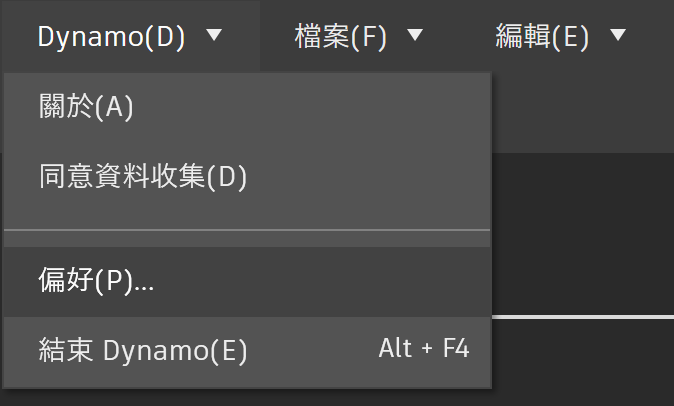 Dynamo(D) 檔案(F) 編輯(E)
關於(A)
同意資料收集(D)
偏好(P)...
結束 Dynamo(E) Alt + F4